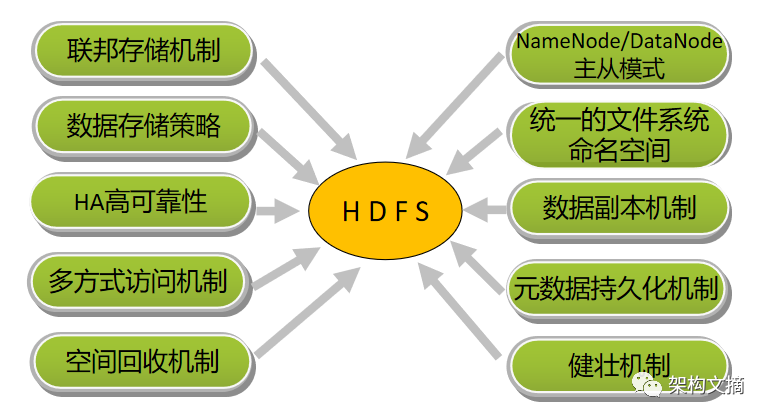 联邦存储机制
数据存储策略
HA高可靠性
多方式访问机制
空间回收机制
HDFS
NameNode/DataNode
主从模式
统一的文件系统
命名空间
数据副本机制
元数据持久化机制
健壮机制
架构文摘